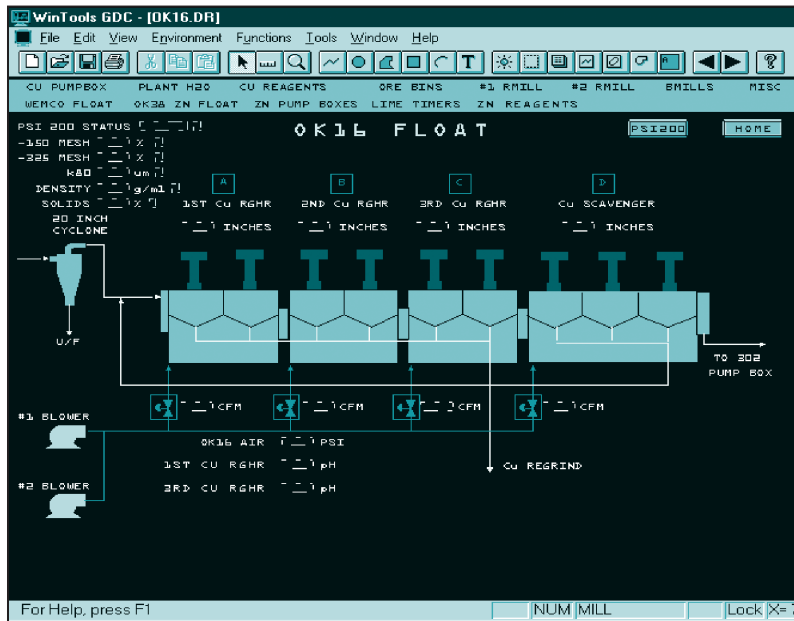 WinTools GDC - [OK16.DR]
File Edit View Environment Functions Tools Window Help
T A ?
CU PUMPBOX PLANT H2O CU REAGENTS ORE BINS #1 RMILL #2 RMILL BMILLS MISC
WEMCO FLOAT OK38 ZN FLOAT ZN PUMP BOXES LIME TIMERS ZN REAGENTS
PSI 200 STATUS OK16 FLOAT PSI200 HOME
-150 MESH %
-325 MESH %
k80 um
DENSITY g/ml
SOLIDS %
A B C D
1ST Cu RGHR 2ND Cu RGHR 3RD Cu RGHR Cu SCAVENGER
20 INCH
CYCLONE
INCHES INCHES INCHES INCHES
U/F
TO 302
PUMP BOX
CFM CFM CFM CFM
#1 BLOWER
OK16 AIR PSI
1ST CU RGHR pH
Cu REGRIND
#2 BLOWER
3RD CU RGHR pH
For Help, press F1 NUM MILL Lock X= 7